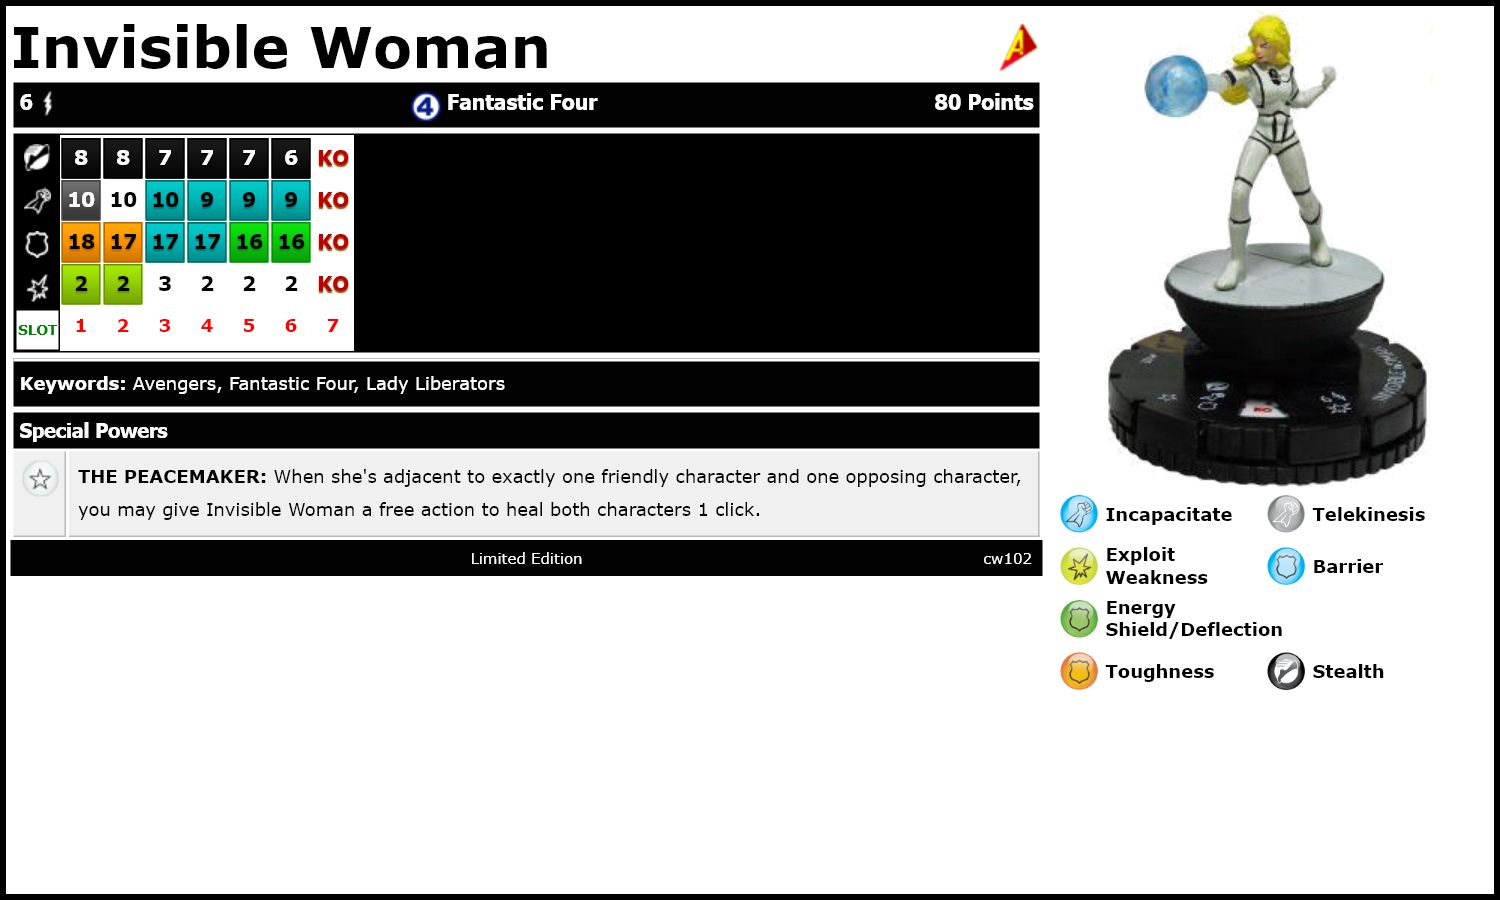 Invisible Woman
A
6 4 Fantastic Four 80 Points
8 8 7 7 7 6 KO
10 10 10 9 9 9 KO
18 17 17 17 16 16 KO
2 2 3 2 2 2 KO
SLOT 1 2 3 4 5 6 7
Keywords: Avengers, Fantastic Four, Lady Liberators
Special Powers
THE PEACEMAKER: When she's adjacent to exactly one friendly character and one opposing character,
you may give Invisible Woman a free action to heal both characters 1 click.
Limited Edition cw102
KO
Incapacitate Telekinesis
Exploit
Weakness
Barrier
Energy
Shield/Deflection
Toughness Stealth